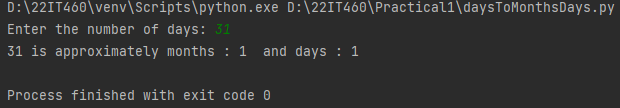 D:\22IT460\venv\Scripts\python.exe D:\22IT460\Practical1\daysToMonthsDays.py
Enter the number of days: 31
31 is approximately months : 1  and days : 1
Process finished with exit code 0